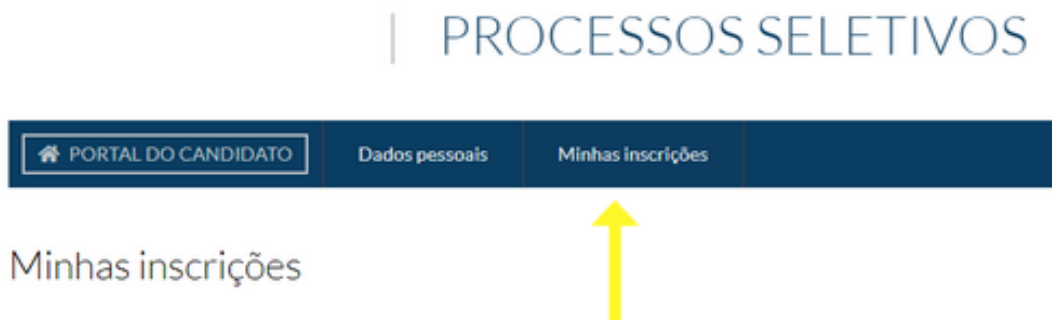 PROCESSOS SELETIVOS
PORTAL DO CANDIDATO Dados pessoais Minhas inscrições
Minhas inscrições